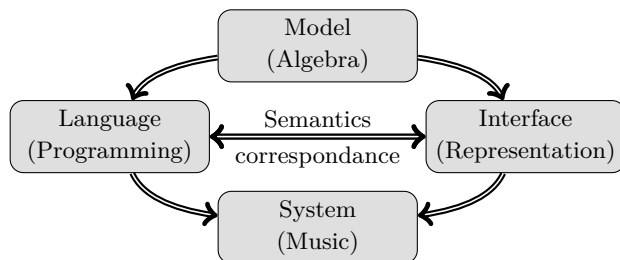 Model
(Algebra)
Language
(Programming)
Semantics
correspondance
Interface
(Representation)
System
(Music)